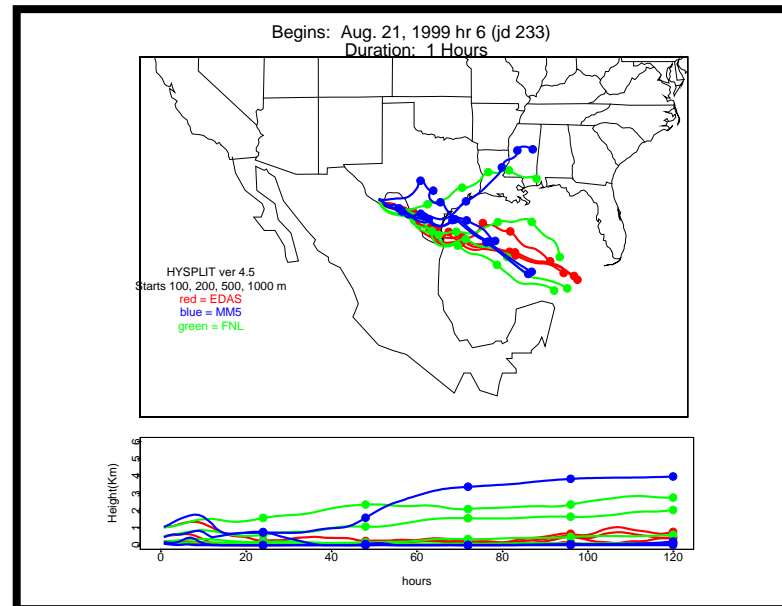 Begins:  Aug. 21, 1999 hr 6 (jd 233)
Duration:  1 Hours
HYSPLIT ver 4.5
Starts 100, 200, 500, 1000 m
red = EDAS
blue = MM5
green = FNL
Height(Km)
0 1 2 3 4 5 6
0 20 40 60 80 100 120
hours